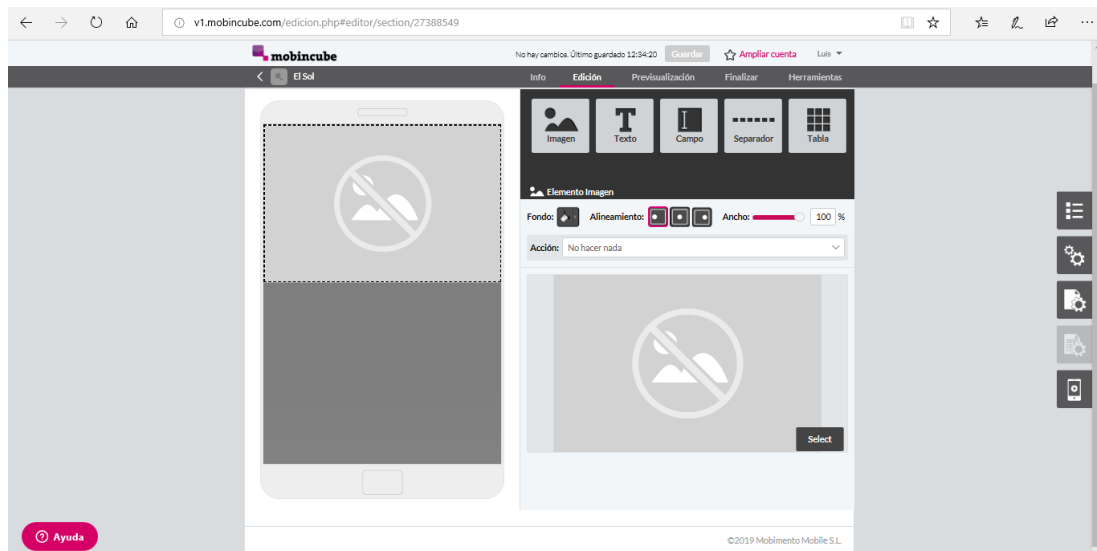 v1.mobincube.com/edicion.php#editor/section/27388549
mobincube
No hay cambios. Último guardado 12:34:20 Guardar Ampliar cuenta Luis
El Sol
Info Edición Previsualización Finalizar Herramientas
Imagen Texto Campo Separador Tabla
Elemento Imagen
Fondo: Alineamiento: Ancho: 100 %
Acción: No hacer nada
Select
Ayuda
©2019 Mobimento Mobile S.L.